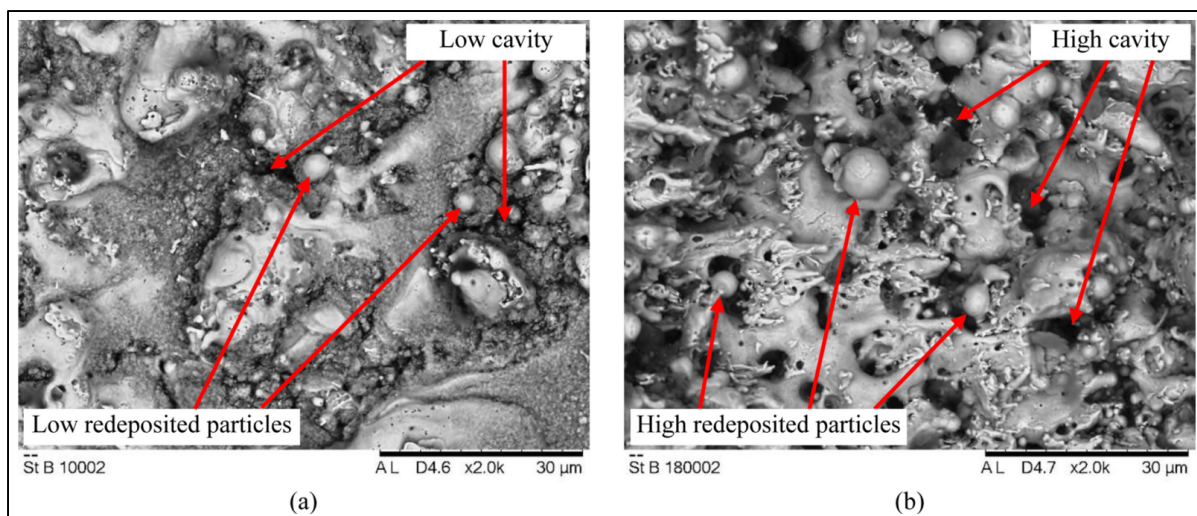 Low cavity
Low redeposited particles
St B 10002
A L D4.6 x2.0k 30 µm
(a)
High cavity
High redeposited particles
St B 180002
A L D4.7 x2.0k 30 µm
(b)